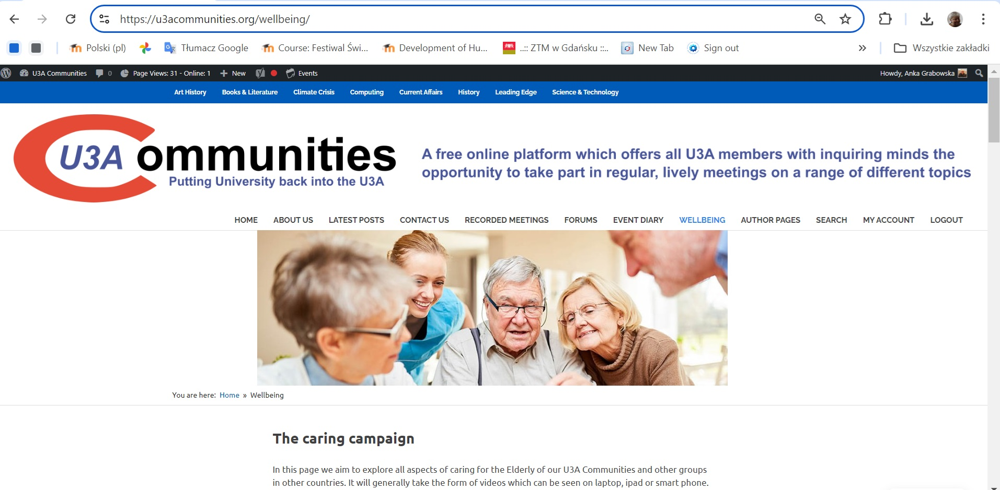 https://u3acommunities.org/wellbeing/
Polski (pl) Tłumacz Google Course: Festiwal Świ... Development of Hu... ..:: ZTM w Gdańsku ::.. New Tab Sign out » Wszystkie zakładki
U3A Communities 0 Page Views: 31 - Online: 1 New Events Howdy, Anka Grabowska
Art History Books & Literature Climate Crisis Computing Current Affairs History Leading Edge Science & Technology
U3A Communities
Putting University back into the U3A
A free online platform which offers all U3A members with inquiring minds the
opportunity to take part in regular, lively meetings on a range of different topics
HOME ABOUT US LATEST POSTS CONTACT US RECORDED MEETINGS FORUMS EVENT DIARY WELLBEING AUTHOR PAGES SEARCH MY ACCOUNT LOGOUT
You are here: Home » Wellbeing
The caring campaign
In this page we aim to explore all aspects of caring for the Elderly of our U3A Communities and other groups
in other countries. It will generally take the form of videos which can be seen on laptop, ipad or smart phone.